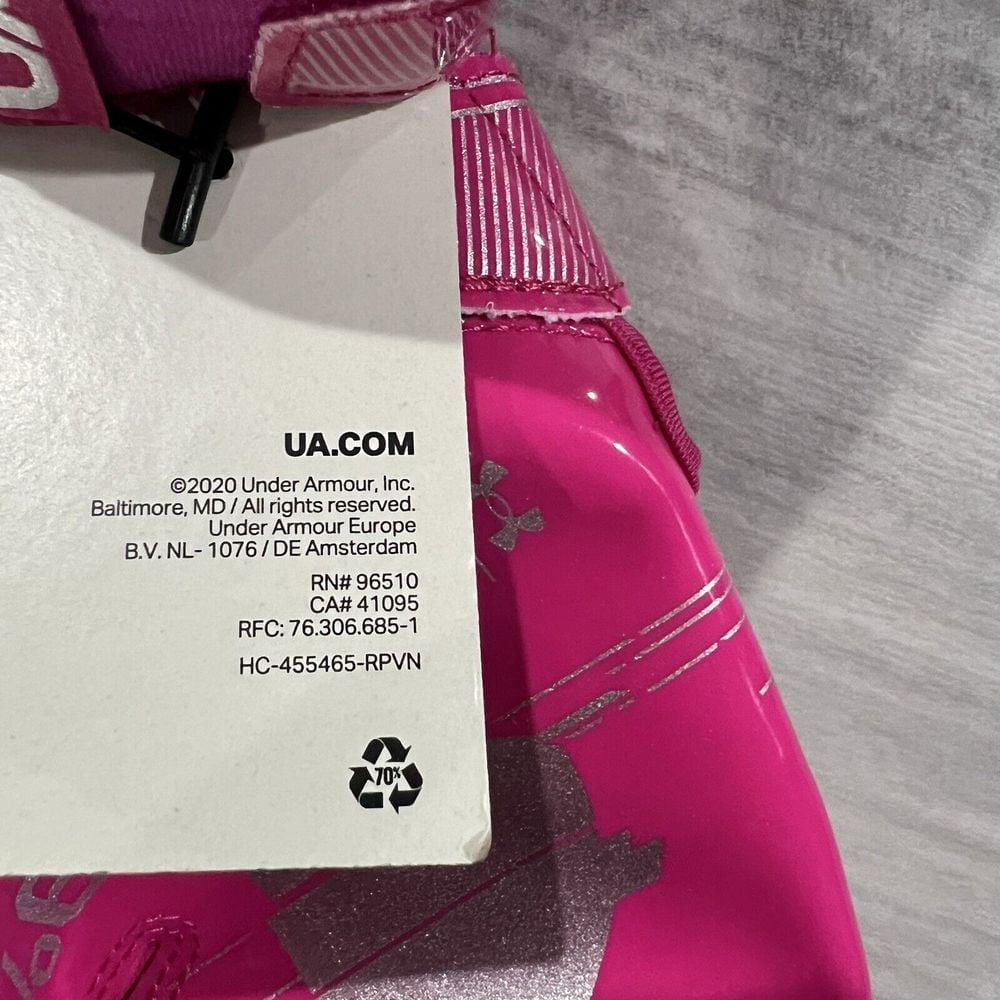 UA.COM
©2020 Under Armour, Inc.
Baltimore, MD / All rights reserved.
Under Armour Europe
B.V. NL- 1076 / DE Amsterdam
RN# 96510
CA# 41095
RFC: 76.306.685-1
HC-455465-RPVN
70%